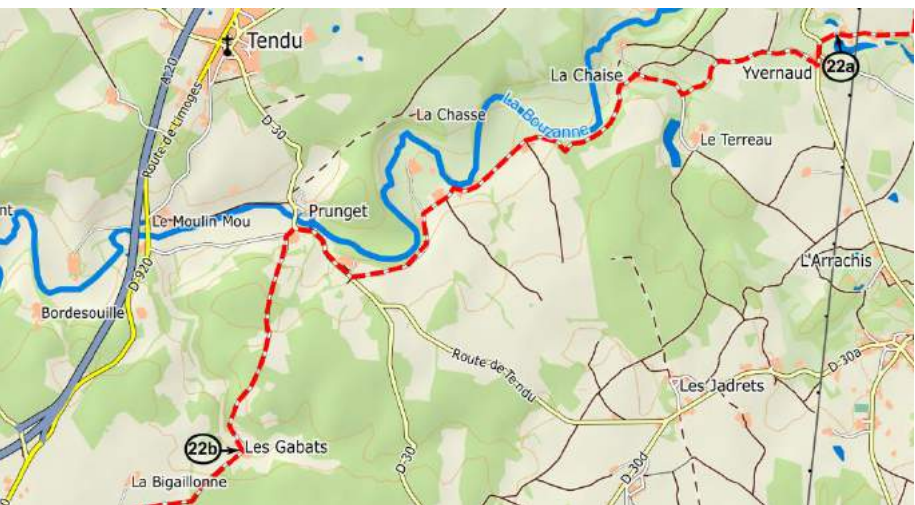 Tendu
A 20
Route de Limoges
D 30
La Chaise
Yvernaud
22a
La Chasse
La Bouzanne
Le Terreau
nt
Le Moulin Mou
Prunget
D 920
L'Arrachis
Bordesouille
Route de Tendu
D-30a
Les Jadrets
22b
Les Gabats
D-30
D-30d
La Bigaillonne